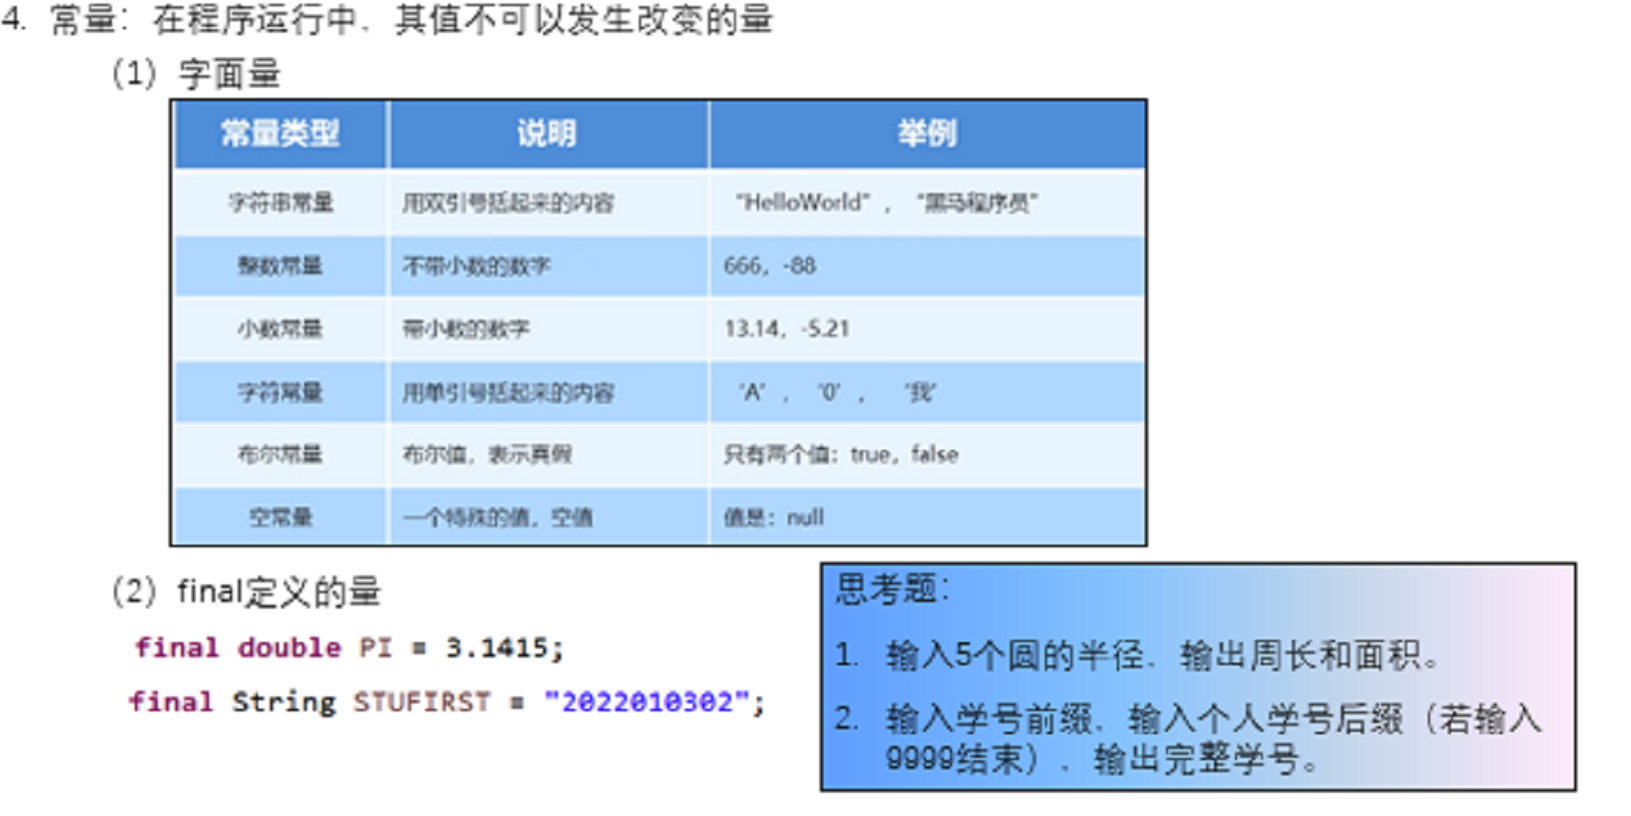 4. 常量：在程序运行中，其值不可以发生改变的量
（1）字面量
常量类型 说明 举例
字符串常量 用双引号括起来的内容 “HelloWorld”，“黑马程序员”
整数常量 不带小数的数字 666，-88
小数常量 带小数的数字 13.14，-5.21
字符常量 用单引号括起来的内容 ‘A’，‘0’，‘我’
布尔常量 布尔值，表示真假 只有两个值：true，false
空常量 一个特殊的值，空值 值是：null
（2）final定义的量
final double PI = 3.1415;
final String STUFIRST = "2022010302";
思考题：
1. 输入5个圆的半径，输出周长和面积。
2. 输入学号前缀，输入个人学号后缀（若输入
9999结束），输出完整学号。